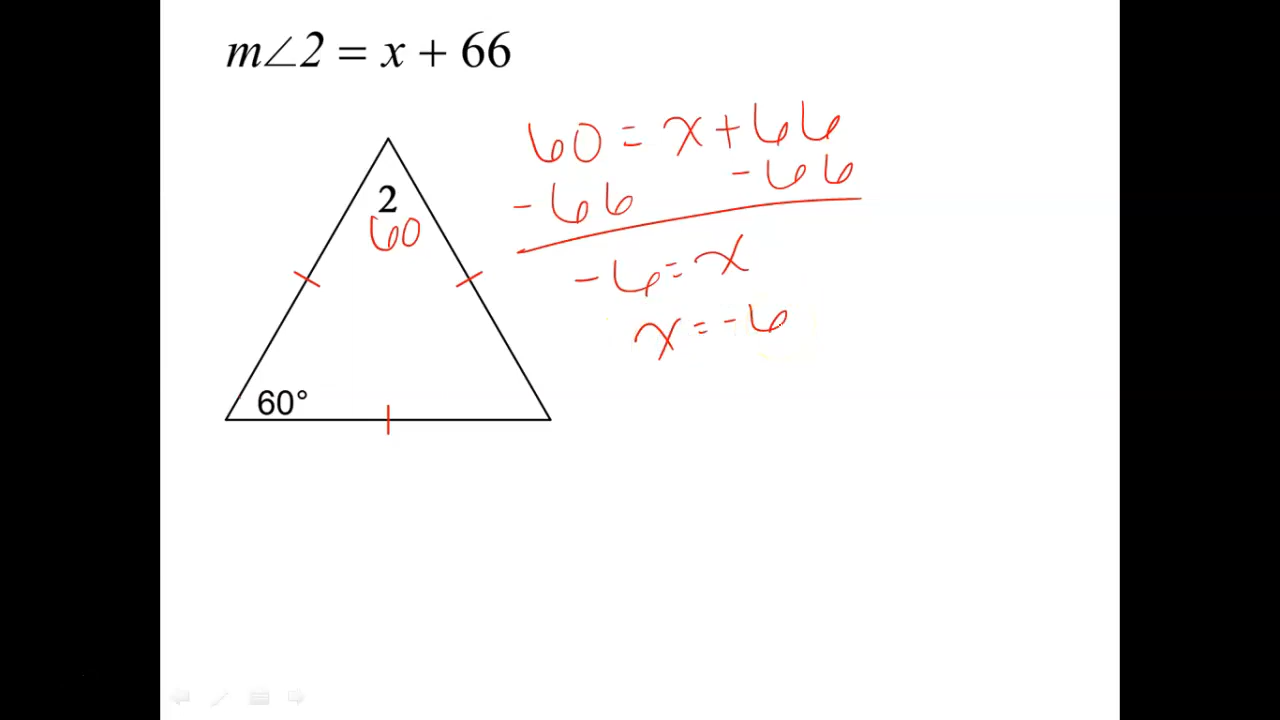 m∠2 = x + 66
60 = x + 66
- 66 - 66
- 6 = x
x = - 6
2
60
60°